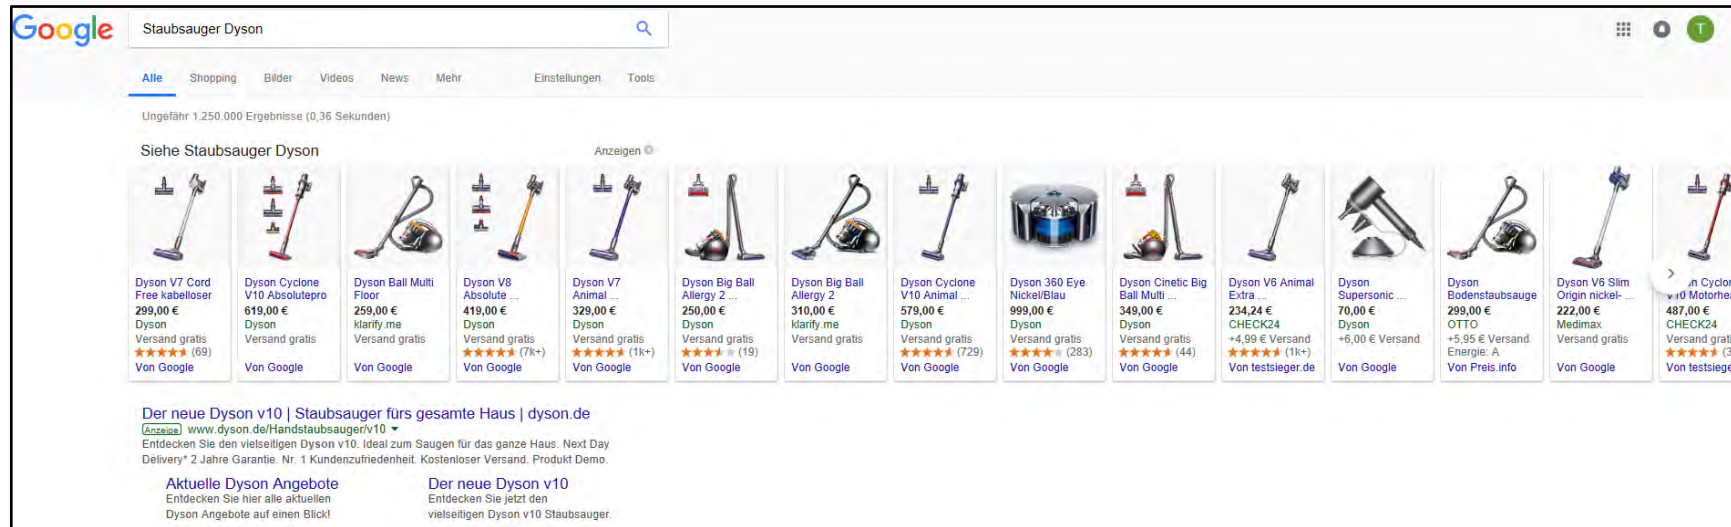 Google
Staubsauger Dyson
T
Alle Shopping Bilder Videos News Mehr Einstellungen Tools
Ungefähr 1.250.000 Ergebnisse (0,36 Sekunden)
Siehe Staubsauger Dyson
Anzeigen
Dyson V7 Cord
Free kabelloser
299,00 €
Dyson
Versand gratis
(69)
Von Google
Dyson Cyclone
V10 Absolutepro
619,00 €
Dyson
Versand gratis
Von Google
Dyson Ball Multi
Floor
259,00 €
klarify.me
Versand gratis
Von Google
Dyson V8
Absolute ...
419,00 €
Dyson
Versand gratis
(7k+)
Von Google
Dyson V7
Animal ...
329,00 €
Dyson
Versand gratis
(1k+)
Von Google
Dyson Big Ball
Allergy 2 ...
250,00 €
Dyson
Versand gratis
(19)
Von Google
Dyson Big Ball
Allergy 2
310,00 €
klarify.me
Versand gratis
Von Google
Dyson Cyclone
V10 Animal ...
579,00 €
Dyson
Versand gratis
(729)
Von Google
Dyson 360 Eye
Nickel/Blau
999,00 €
Dyson
Versand gratis
(283)
Von Google
Dyson Cinetic Big
Ball Multi ...
349,00 €
Dyson
Versand gratis
(44)
Von Google
Dyson V6 Animal
Extra ...
234,24 €
CHECK24
+4,99 € Versand
(1k+)
Von testsieger.de
Dyson
Supersonic ...
70,00 €
Dyson
+6,00 € Versand
Von Google
Dyson
Bodenstaubsauge
299,00 €
OTTO
+5,95 € Versand
Energie: A
Von Preis.info
Dyson V6 Slim
Origin nickel- ...
222,00 €
Medimax
Versand gratis
Von Google
n Cyclon
V10 Motorhea
487,00 €
CHECK24
Versand grati
(3
Von testsiege
Der neue Dyson v10 | Staubsauger fürs gesamte Haus | dyson.de
Anzeige www.dyson.de/Handstaubsauger/v10
Entdecken Sie den vielseitigen Dyson v10. Ideal zum Saugen für das ganze Haus. Next Day
Delivery* 2 Jahre Garantie. Nr. 1 Kundenzufriedenheit. Kostenloser Versand. Produkt Demo.
Aktuelle Dyson Angebote
Entdecken Sie hier alle aktuellen
Dyson Angebote auf einen Blick!
Der neue Dyson v10
Entdecken Sie jetzt den
vielseitigen Dyson v10 Staubsauger.